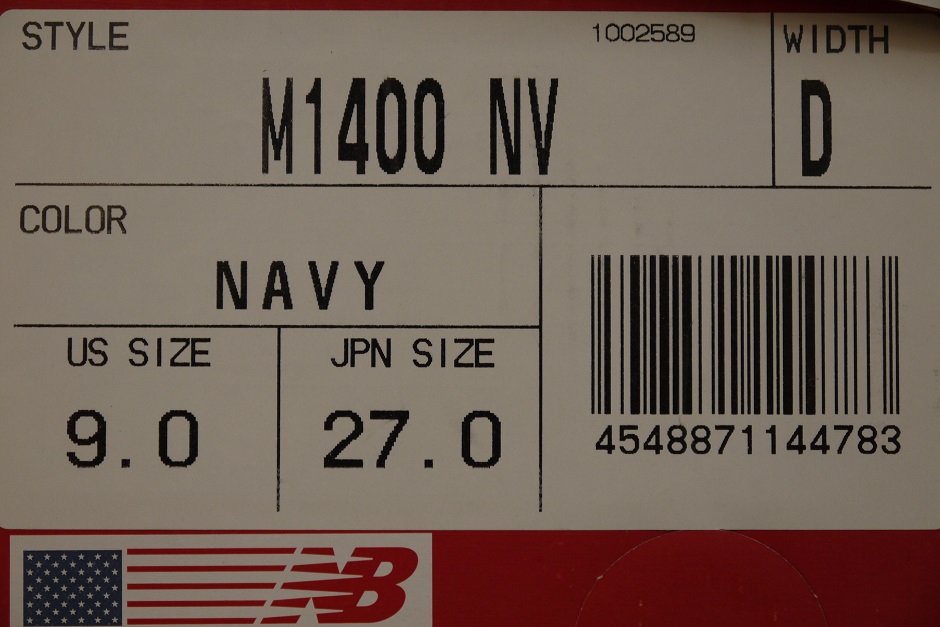 STYLE 1002589 WIDTH
M1400 NV D
COLOR
NAVY
US SIZE JPN SIZE
9.0 27.0
4548871144783
NB